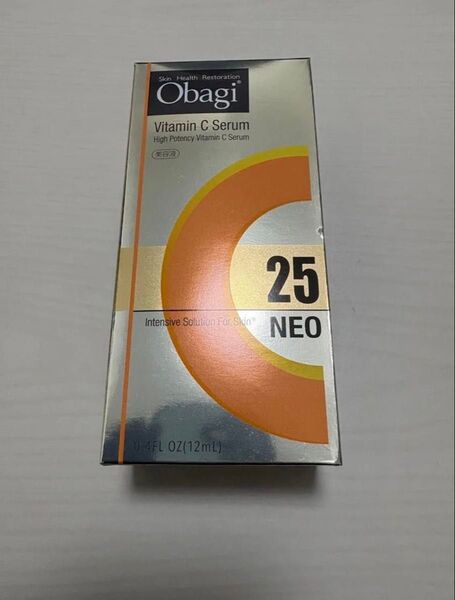 Skin Health Restoration
Obagi®
Vitamin C Serum
High Potency Vitamin C Serum
美容液
25
Intensive Solution For Skin®
NEO
0.4FL OZ(12mL)